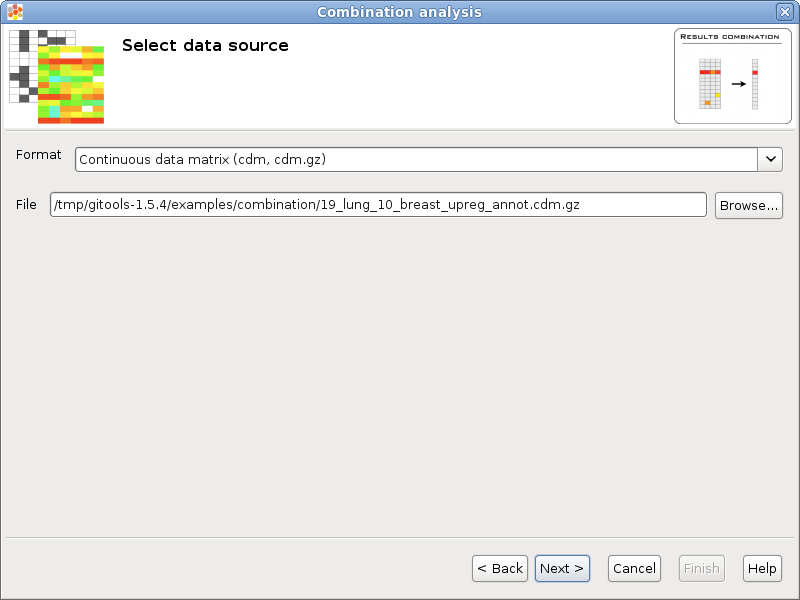 Combination analysis
Select data source
Results combination
Format
Continuous data matrix (cdm, cdm.gz)
File
/tmp/gitools-1.5.4/examples/combination/19_lung_10_breast_upreg_annot.cdm.gz
Browse...
< Back
Next >
Cancel
Finish
Help